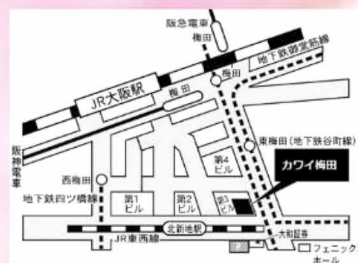 阪急電車
梅田
地下鉄御堂筋線
梅田
JR大阪駅
梅田
阪神電車
東梅田(地下鉄谷町線)
第4
ビル
カワイ梅田
西梅田
地下鉄四ツ橋線
第1
ビル
第2
ビル
第3
ビル
北新地駅
大和証券
JR東西線
P
フェニックス
ホール